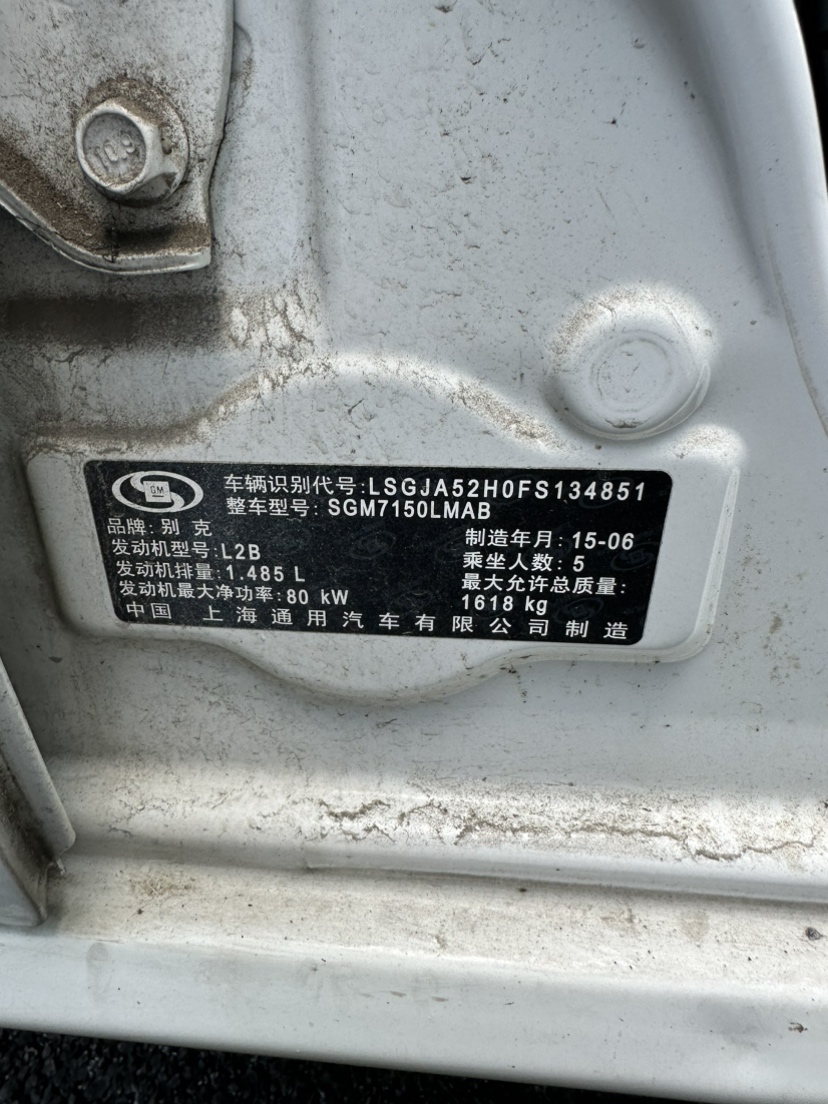 10.9
GM
车辆识别代号:LSGJA52H0FS134851
整车型号: SGM7150LMAB
品牌: 别 克
制造年月: 15-06
发动机型号:L2B
乘坐人数: 5
发动机排量:1.485 L
最大允许总质量:
发动机最大净功率:80 kW
1618 kg
中国 上海通用汽车有限公司制造